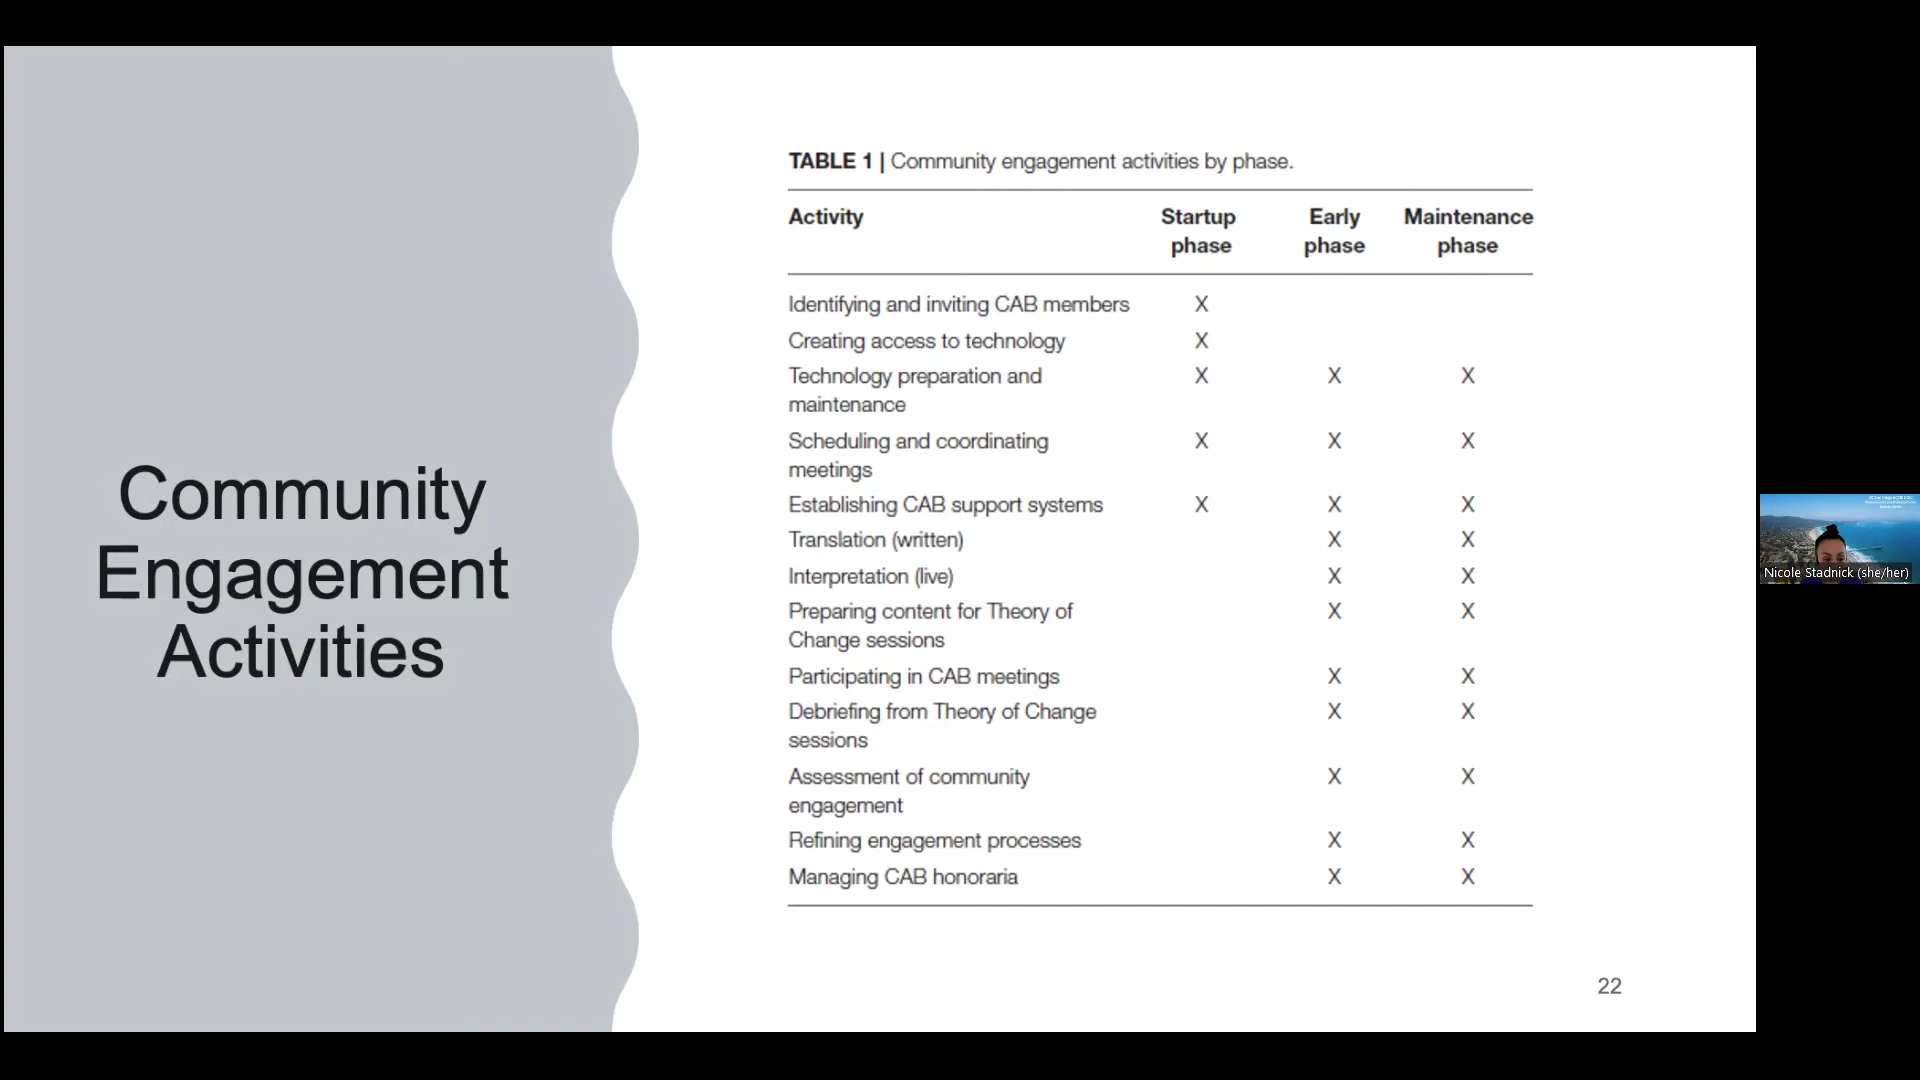 Community
Engagement
Activities
TABLE 1 | Community engagement activities by phase.
Activity Startup phase Early phase Maintenance phase
Identifying and inviting CAB members X
Creating access to technology X
Technology preparation and X X X
maintenance
Scheduling and coordinating X X X
meetings
Establishing CAB support systems X X X
Translation (written) X X
Interpretation (live) X X
Preparing content for Theory of X X
Change sessions
Participating in CAB meetings X X
Debriefing from Theory of Change X X
sessions
Assessment of community X X
engagement
Refining engagement processes X X
Managing CAB honoraria X X
22
Nicole Stadnick (she/her)